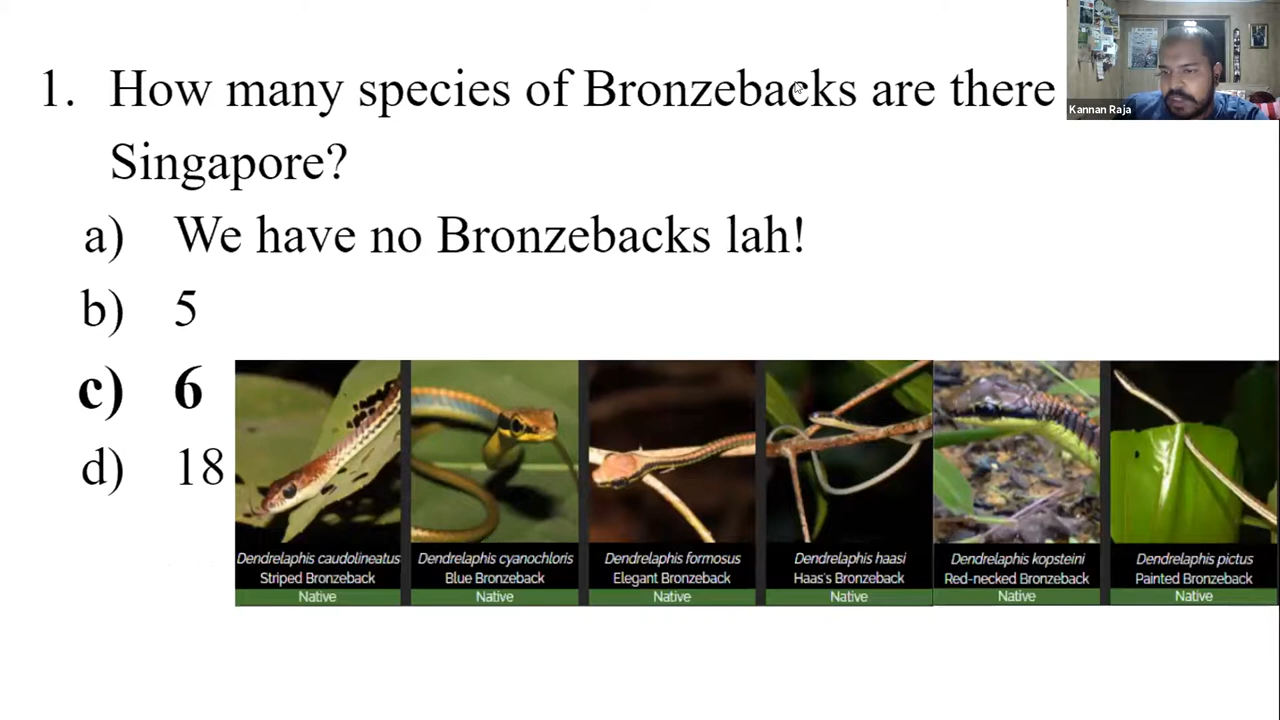 1. How many species of Bronzebacks are there
Kannan Raja
Singapore?
a) We have no Bronzebacks lah!
b) 5
c) 6
d) 18
Dendrelaphis caudolineatus
Striped Bronzeback
Native
Dendrelaphis cyanochloris
Blue Bronzeback
Native
Dendrelaphis formosus
Elegant Bronzeback
Native
Dendrelaphis haasi
Haas's Bronzeback
Native
Dendrelaphis kopsteini
Red-necked Bronzeback
Native
Dendrelaphis pictus
Painted Bronzeback
Native